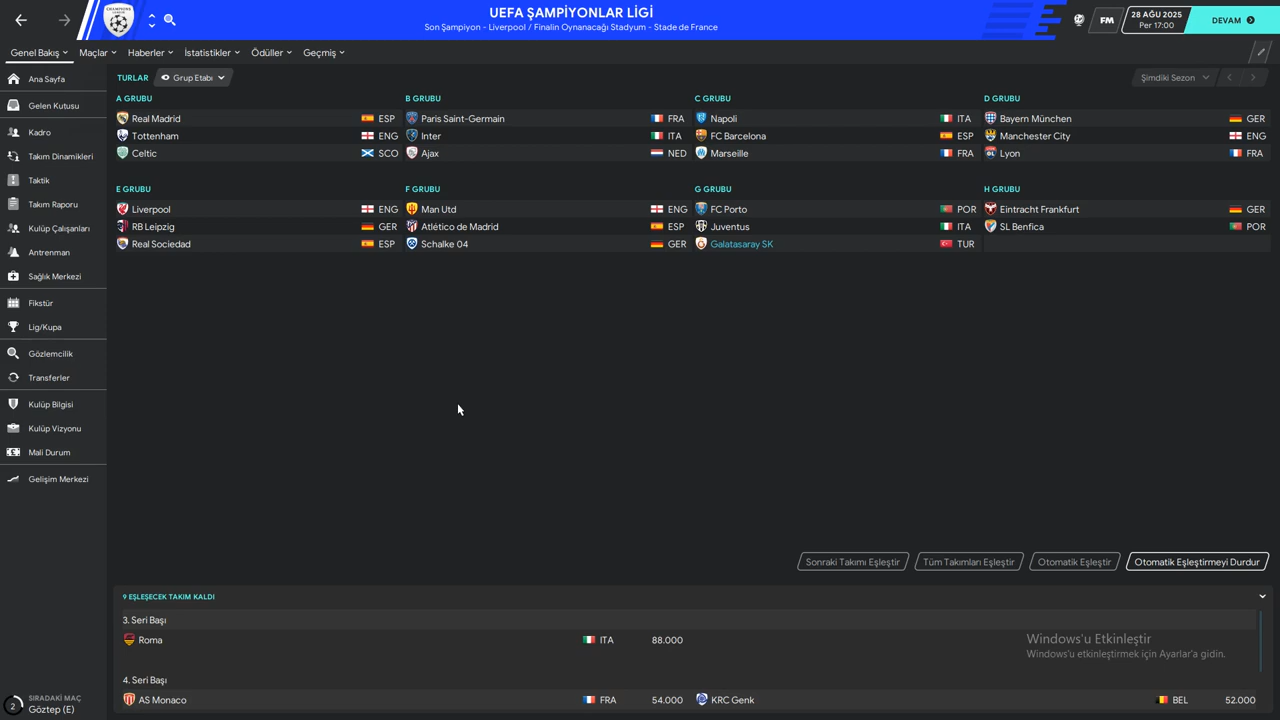 UEFA ŞAMPİYONLAR LİGİ
Son Şampiyon - Liverpool / Finalin Oynanacağı Stadyum - Stade de France
FM
28 AĞU 2025
Per 17:00
DEVAM
Genel Bakış Maçlar Haberler İstatistikler Ödüller Geçmiş
Ana Sayfa
Gelen Kutusu
Kadro
Takım Dinamikleri
Taktik
Takım Raporu
Kulüp Çalışanları
Antrenman
Sağlık Merkezi
Fikstür
Lig/Kupa
Gözlemcilik
Transferler
Kulüp Bilgisi
Kulüp Vizyonu
Mali Durum
Gelişim Merkezi
2
SIRADAKİ MAÇ
Göztep (E)
TURLAR Grup Etabı Şimdiki Sezon
A GRUBU
Real Madrid ESP
Tottenham ENG
Celtic SCO
B GRUBU
Paris Saint-Germain FRA
Inter ITA
Ajax NED
C GRUBU
Napoli ITA
FC Barcelona ESP
Marseille FRA
D GRUBU
Bayern München GER
Manchester City ENG
Lyon FRA
E GRUBU
Liverpool ENG
RB Leipzig GER
Real Sociedad ESP
F GRUBU
Man Utd ENG
Atlético de Madrid ESP
Schalke 04 GER
G GRUBU
FC Porto POR
Juventus ITA
Galatasaray SK TUR
H GRUBU
Eintracht Frankfurt GER
SL Benfica POR
Sonraki Takımı Eşleştir Tüm Takımları Eşleştir Otomatik Eşleştir Otomatik Eşleştirmeyi Durdur
9 EŞLEŞECEK TAKIM KALDI
3. Seri Başı
Roma ITA 88.000
4. Seri Başı
AS Monaco FRA 54.000 KRC Genk BEL 52.000
Windows'u Etkinleştir
Windows'u etkinleştirmek için Ayarlar'a gidin.